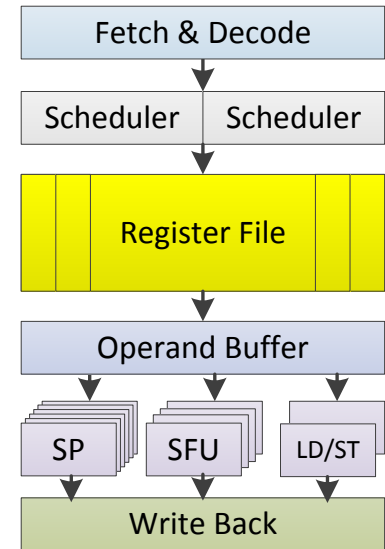 Fetch & Decode
Scheduler Scheduler
Register File
Operand Buffer
SP SFU LD/ST
Write Back